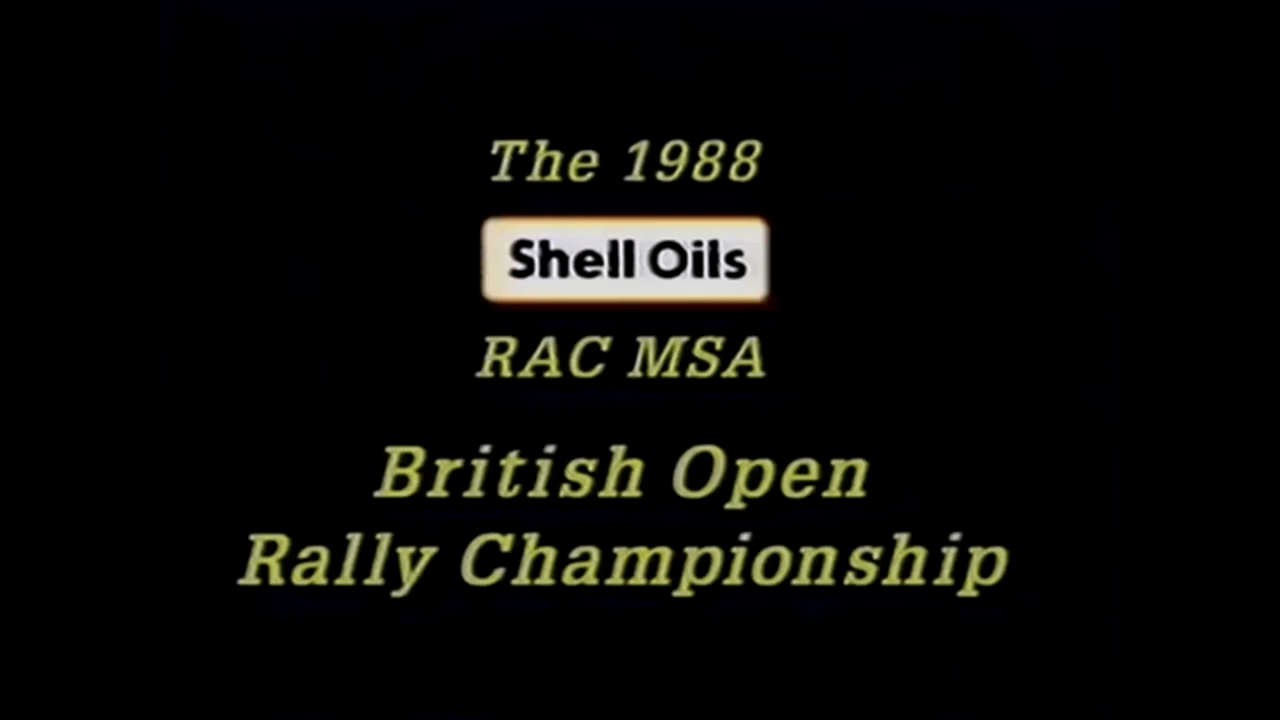 The 1988
Shell Oils
RAC MSA
British Open
Rally Championship